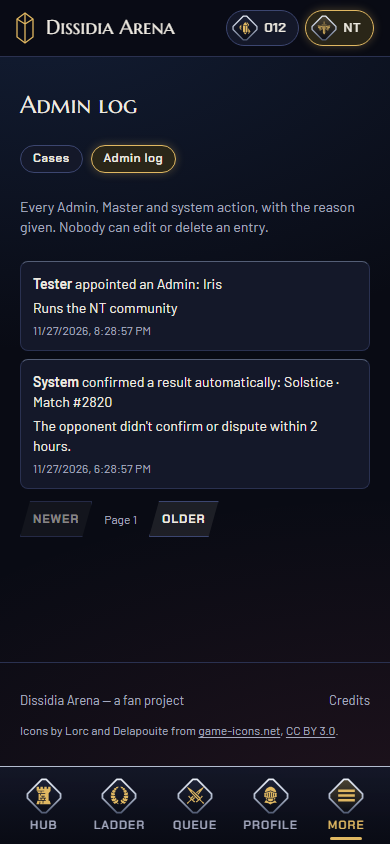 Dissidia Arena
012
NT
Admin log
Cases
Admin log
Every Admin, Master and system action, with the reason
given. Nobody can edit or delete an entry.
Tester appointed an Admin: Iris
Runs the NT community
11/27/2026, 8:28:57 PM
System confirmed a result automatically: Solstice ·
Match #2820
The opponent didn't confirm or dispute within 2
hours.
11/27/2026, 6:28:57 PM
NEWER
Page 1
OLDER
Dissidia Arena — a fan project
Credits
Icons by Lorc and Delapouite from game-icons.net, CC BY 3.0.
HUB
LADDER
QUEUE
PROFILE
MORE